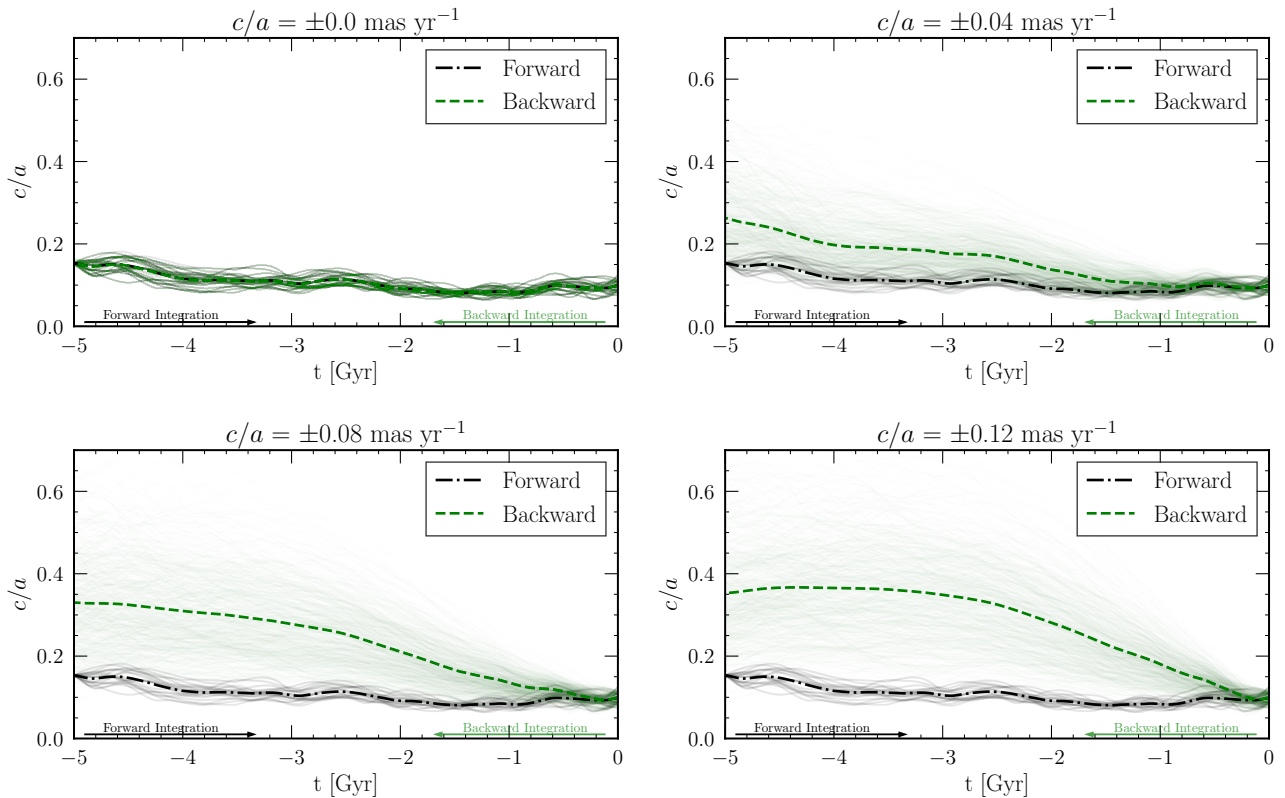 c/a = ±0.0 mas yr⁻¹
c/a
0.6
0.4
0.2
0.0
Forward
Backward
Forward Integration
Backward Integration
−5
−4
−3
−2
−1
0
t [Gyr]
c/a = ±0.04 mas yr⁻¹
c/a
0.6
0.4
0.2
0.0
Forward
Backward
Forward Integration
Backward Integration
−5
−4
−3
−2
−1
0
t [Gyr]
c/a = ±0.08 mas yr⁻¹
c/a
0.6
0.4
0.2
0.0
Forward
Backward
Forward Integration
Backward Integration
−5
−4
−3
−2
−1
0
t [Gyr]
c/a = ±0.12 mas yr⁻¹
c/a
0.6
0.4
0.2
0.0
Forward
Backward
Forward Integration
Backward Integration
−5
−4
−3
−2
−1
0
t [Gyr]